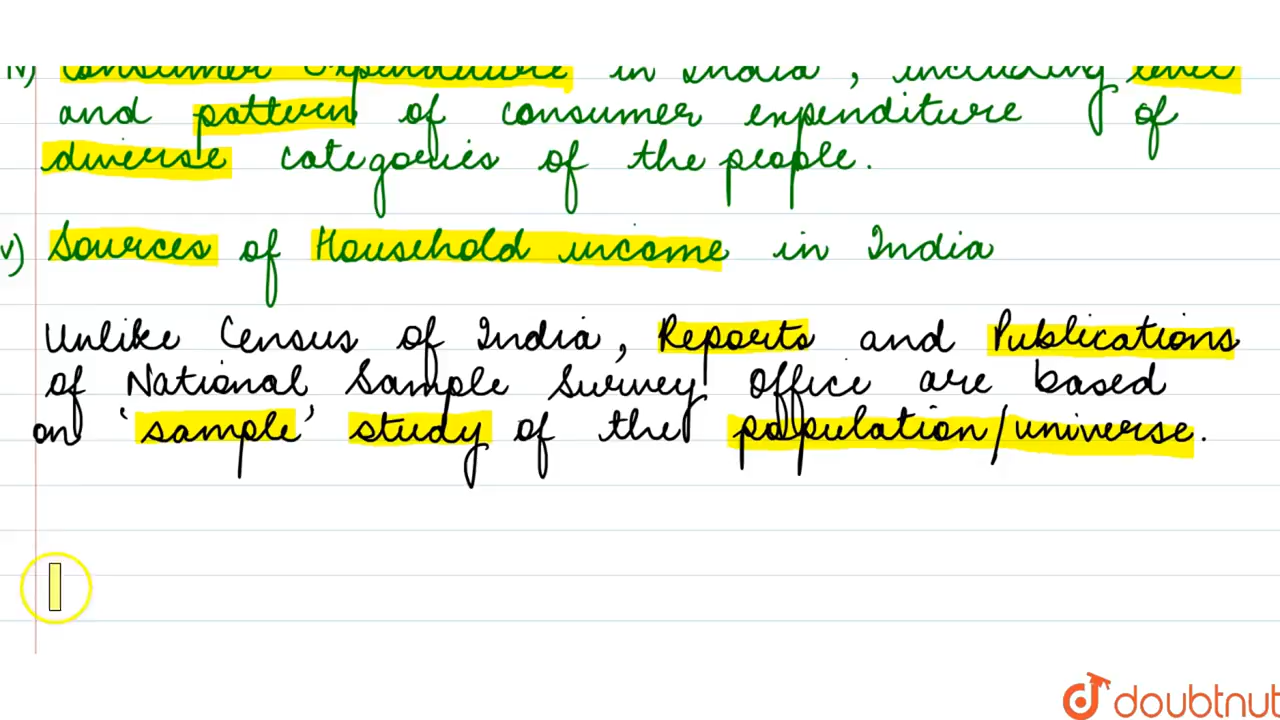 iv) Consumer Expenditure in India, including level
and pattern of consumer expenditure of
diverse categories of the people.
v) Sources of Household income in India
Unlike Census of India, Reports and Publications
of National Sample Survey Office are based
on 'sample' study of the population/universe.
doubtnut